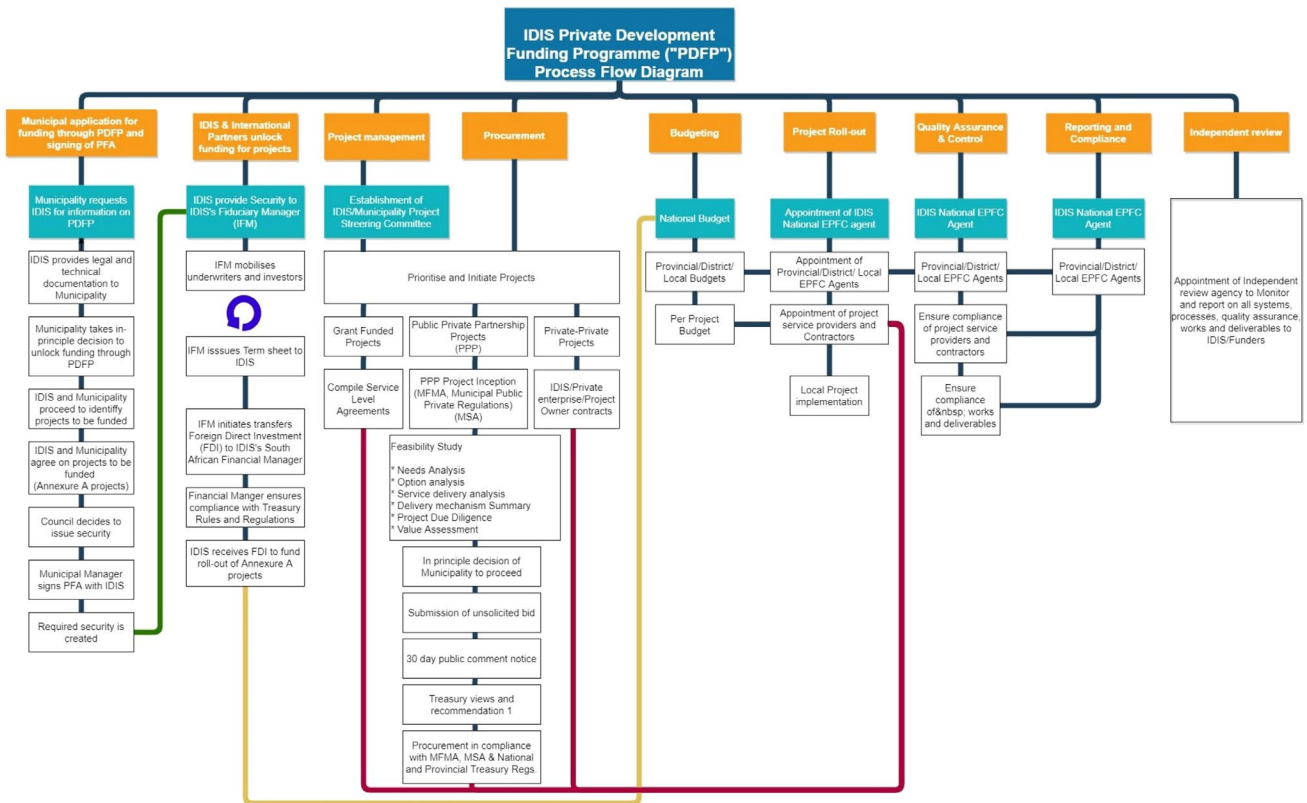 IDIS Private Development
Funding Programme ("PDFP")
Process Flow Diagram
Municipal application for
funding through PDFP and
signing of PFA
IDIS & International
Partners unlock
funding for projects
Project management
Procurement
Budgeting
Project Roll-out
Quality Assurance
& Control
Reporting and
Compliance
Independent review
Municipality requests
IDIS for information on
PDFP
IDIS provides legal and
technical
documentation to
Municipality
Municipality takes in-
principle decision to
unlock funding through
PDFP
IDIS and Municipality
proceed to identiffy
projects to be funded
IDIS and Municipality
agree on projects to be
funded
(Annexure A projects)
Council decides to
issue security
Municipal Manager
signs PFA with IDIS
Required security is
created
IDIS provide Security to
IDIS's Fiduciary Manager
(IFM)
IFM mobilises
underwriters and investors
IFM isssues Term sheet to
IDIS
IFM initiates transfers
Foreign Direct Investment
(FDI) to IDIS's South
African Financial Manager
Financial Manger ensures
compliance with Treasury
Rules and Regulations
IDIS receives FDI to fund
roll-out of Annexure A
projects
Establishment of
IDIS/Municipality Project
Streering Committee
Prioritise and Initiate Projects
Grant Funded
Projects
Compile Service
Level
Agreements
Public Private Partnership
Projects
(PPP)
PPP Project Inception
(MFMA, Municipal Public
Private Regulations)
(MSA)
Private-Private
Projects
IDIS/Private
enterprise/Project
Owner contracts
Feasibility Study
* Needs Analysis
* Option analysis
* Service delivery analysis
* Delivery mechanism Summary
* Project Due Diligence
* Value Assessment
In principle decision of
Municipality to proceed
Submission of unsolicited bid
30 day public comment notice
Treasury views and
recommendation 1
Procurement in compliance
with MFMA, MSA & National
and Provincial Treasury Regs.
National Budget
Provincial/District/
Local Budgets
Per Project
Budget
Appointment of IDIS
National EPFC agent
Appointment of
Provincial/District/ Local
EPFC Agents
Appointment of project
service providers and
Contractors
Local Project
implementation
IDIS National EPFC
Agent
Provincial/District/
Local EPFC Agents
Ensure compliance
of project service
providers and
contractors
Ensure
compliance
of&nbsp; works
and deliverables
IDIS National EPFC
Agent
Provincial/District/
Local EPFC Agents
Appointment of Independent
review agency to Monitor
and report on all systems,
processes, quality assurance,
works and deliverables to
IDIS/Funders